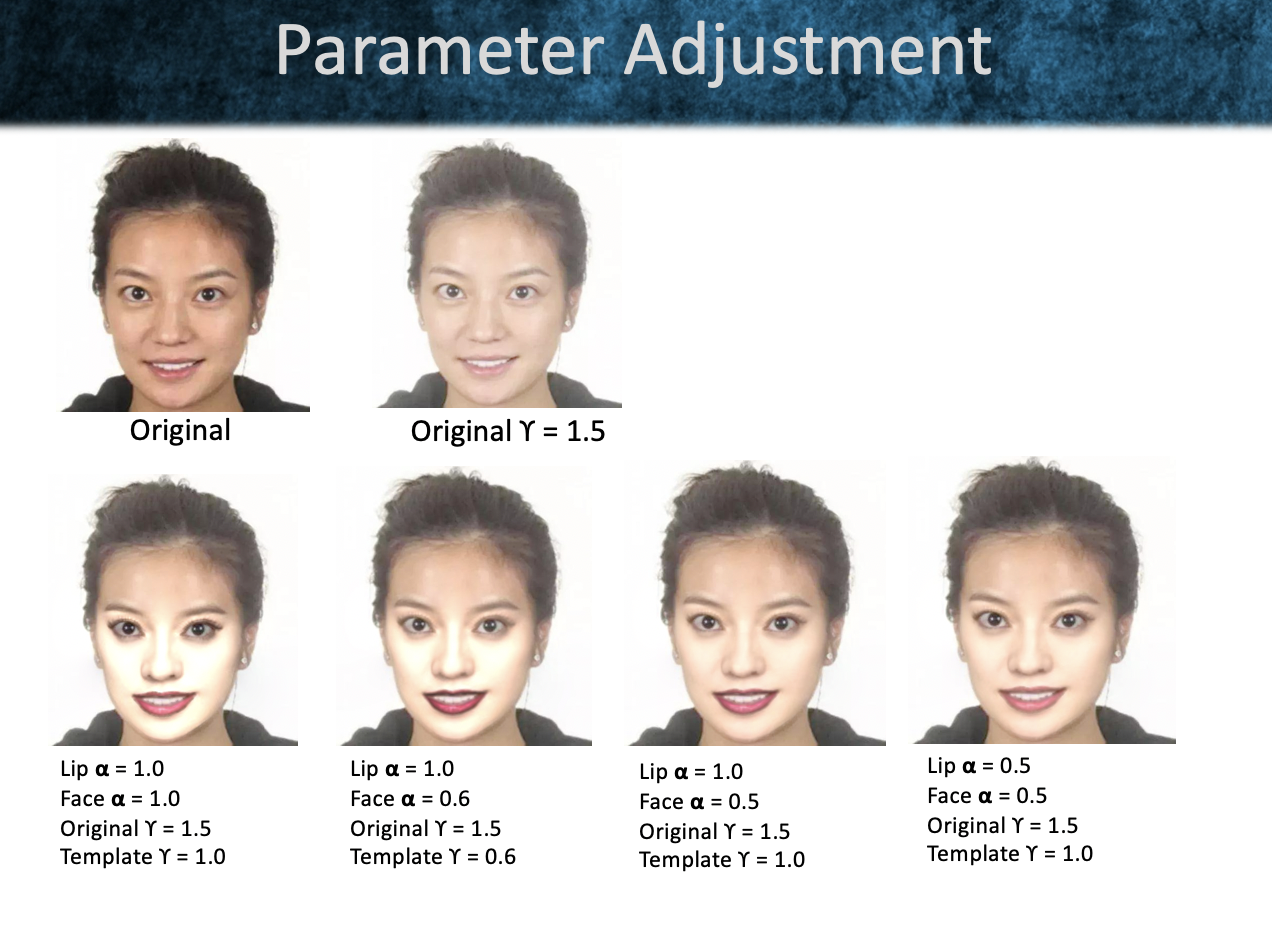 Parameter Adjustment
Original
Original ϒ = 1.5
Lip α = 1.0
Face α = 1.0
Original ϒ = 1.5
Template ϒ = 1.0
Lip α = 1.0
Face α = 0.6
Original ϒ = 1.5
Template ϒ = 0.6
Lip α = 1.0
Face α = 0.5
Original ϒ = 1.5
Template ϒ = 1.0
Lip α = 0.5
Face α = 0.5
Original ϒ = 1.5
Template ϒ = 1.0